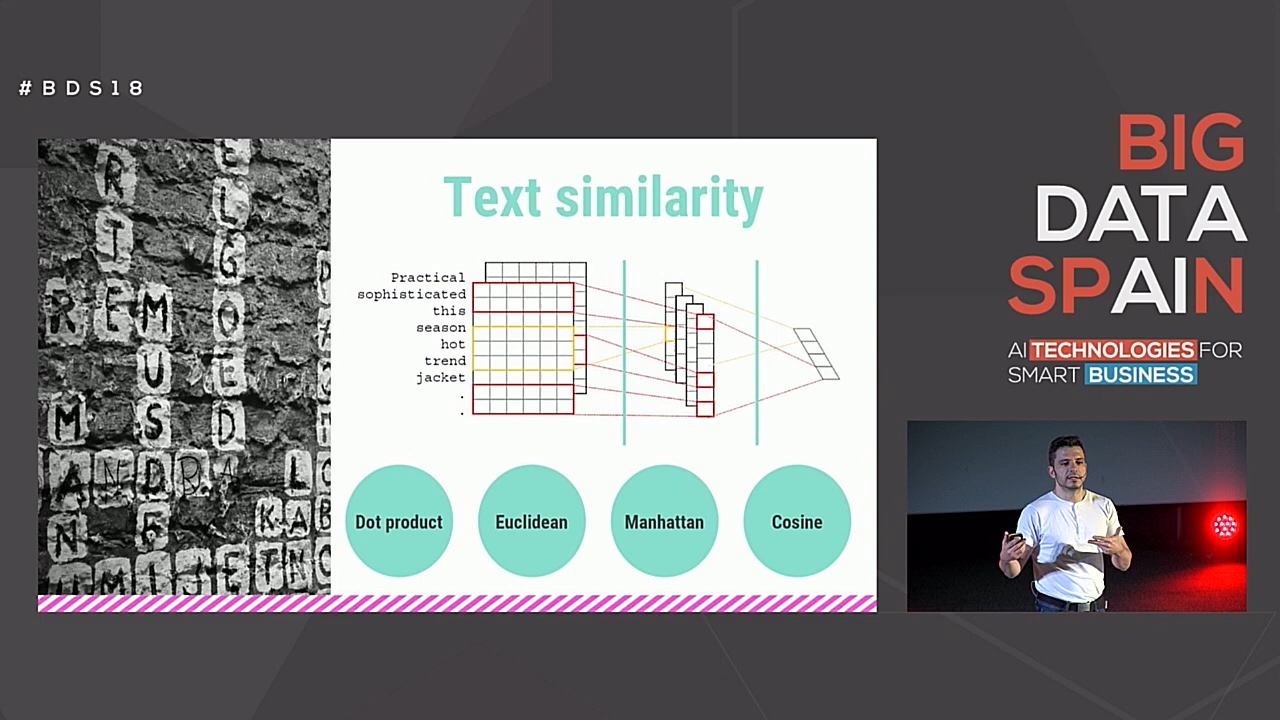 #BDS18
Text similarity
Practical
sophisticated
this
season
hot
trend
jacket
.
.
Dot product
Euclidean
Manhattan
Cosine
BIG
DATA
SPAIN
AI TECHNOLOGIES FOR
SMART BUSINESS